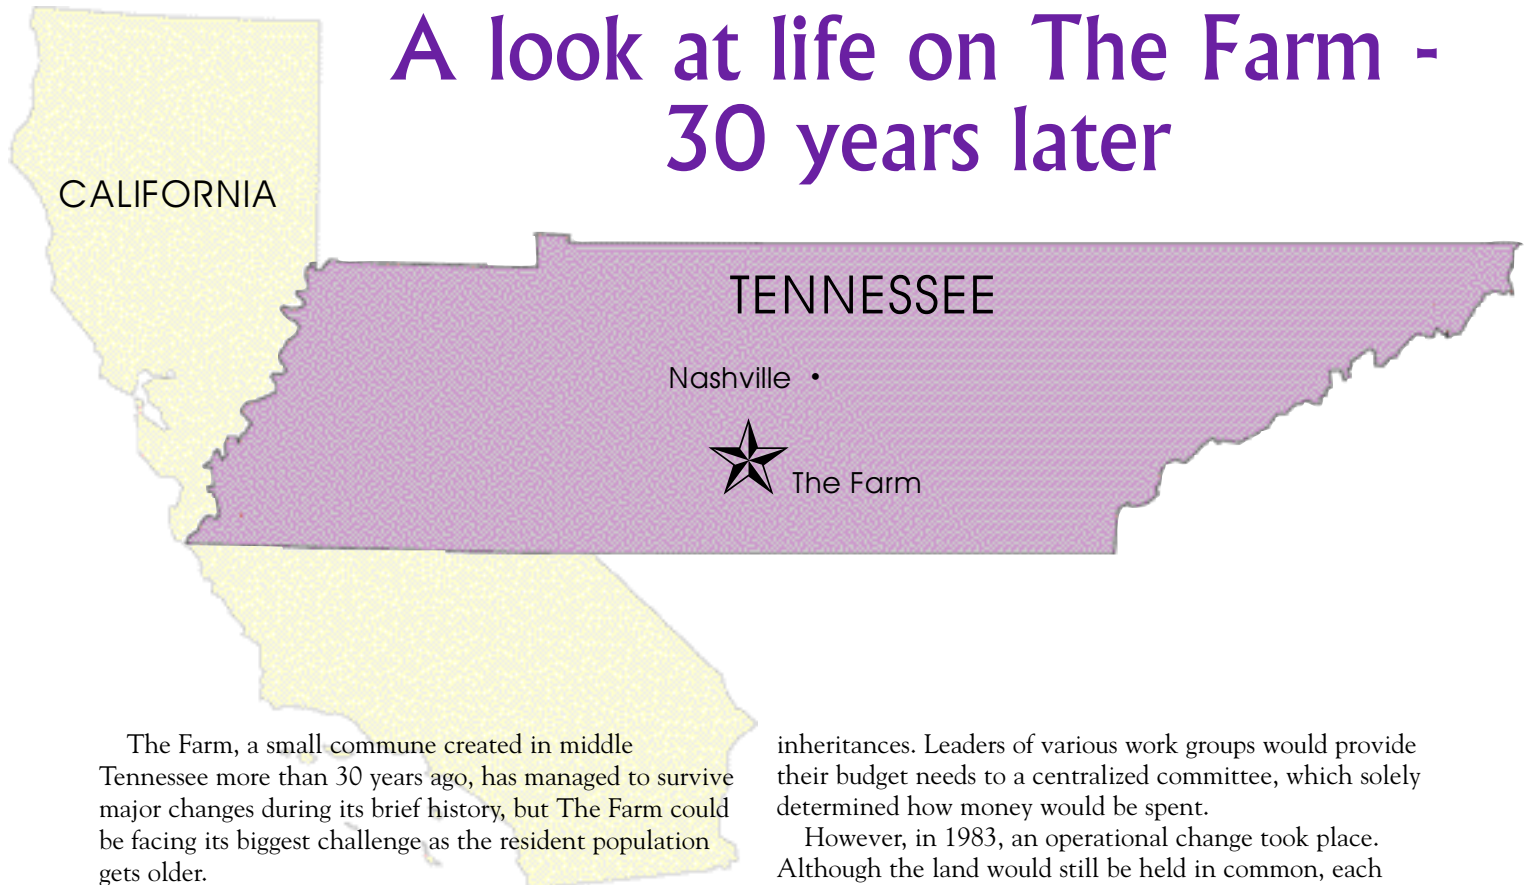 A look at life on The Farm -
30 years later
CALIFORNIA
TENNESSEE
Nashville •
The Farm
The Farm, a small commune created in middle
Tennessee more than 30 years ago, has managed to survive
major changes during its brief history, but The Farm could
be facing its biggest challenge as the resident population
gets older.
inheritances. Leaders of various work groups would provide
their budget needs to a centralized committee, which solely
determined how money would be spent.
However, in 1983, an operational change took place.
Although the land would still be held in common, each